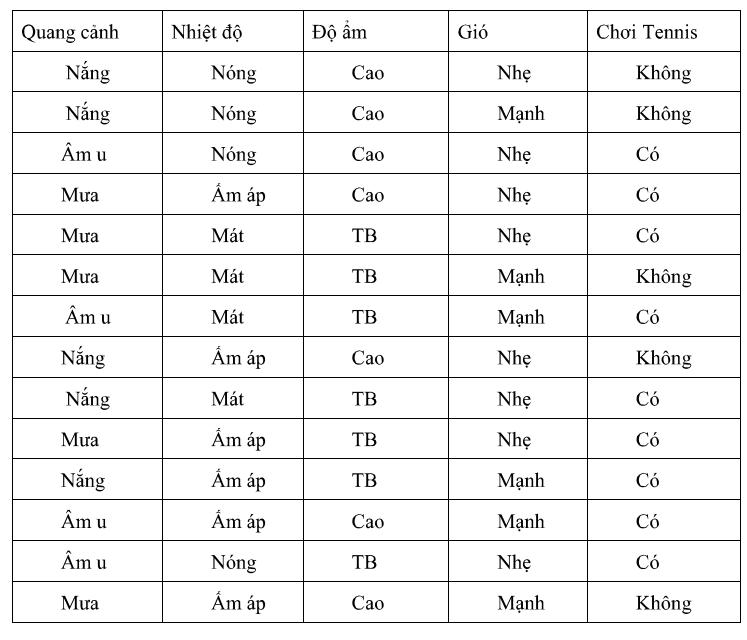 Quang cảnh Nhiệt độ Độ ẩm Gió Chơi Tennis
Nắng Nóng Cao Nhẹ Không
Nắng Nóng Cao Mạnh Không
Âm u Nóng Cao Nhẹ Có
Mưa Ấm áp Cao Nhẹ Có
Mưa Mát TB Nhẹ Có
Mưa Mát TB Mạnh Không
Âm u Mát TB Mạnh Có
Nắng Ấm áp Cao Nhẹ Không
Nắng Mát TB Nhẹ Có
Mưa Ấm áp TB Nhẹ Có
Nắng Ấm áp TB Mạnh Có
Âm u Ấm áp Cao Mạnh Có
Âm u Nóng TB Nhẹ Có
Mưa Ấm áp Cao Mạnh Không